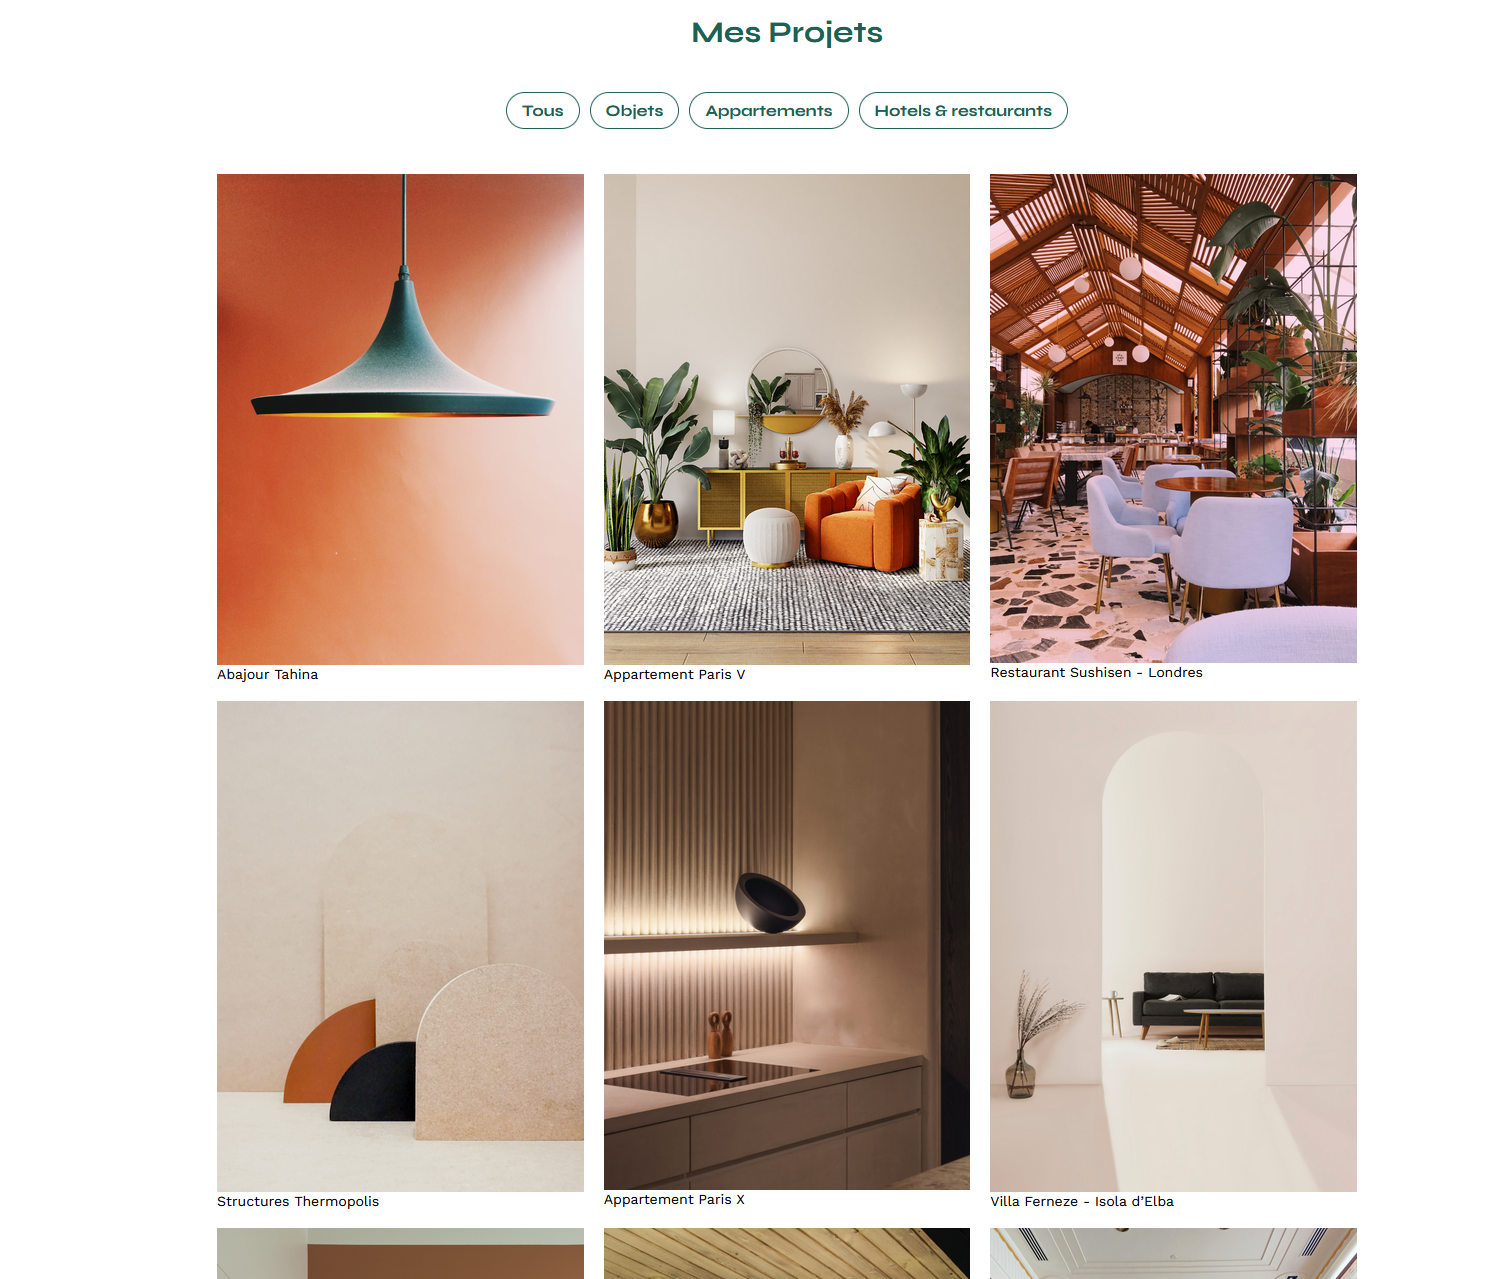 Mes Projets
Tous
Objets
Appartements
Hotels & restaurants
Abajour Tahina
Appartement Paris V
Restaurant Sushisen - Londres
Structures Thermopolis
Appartement Paris X
Villa Ferneze - Isola d’Elba